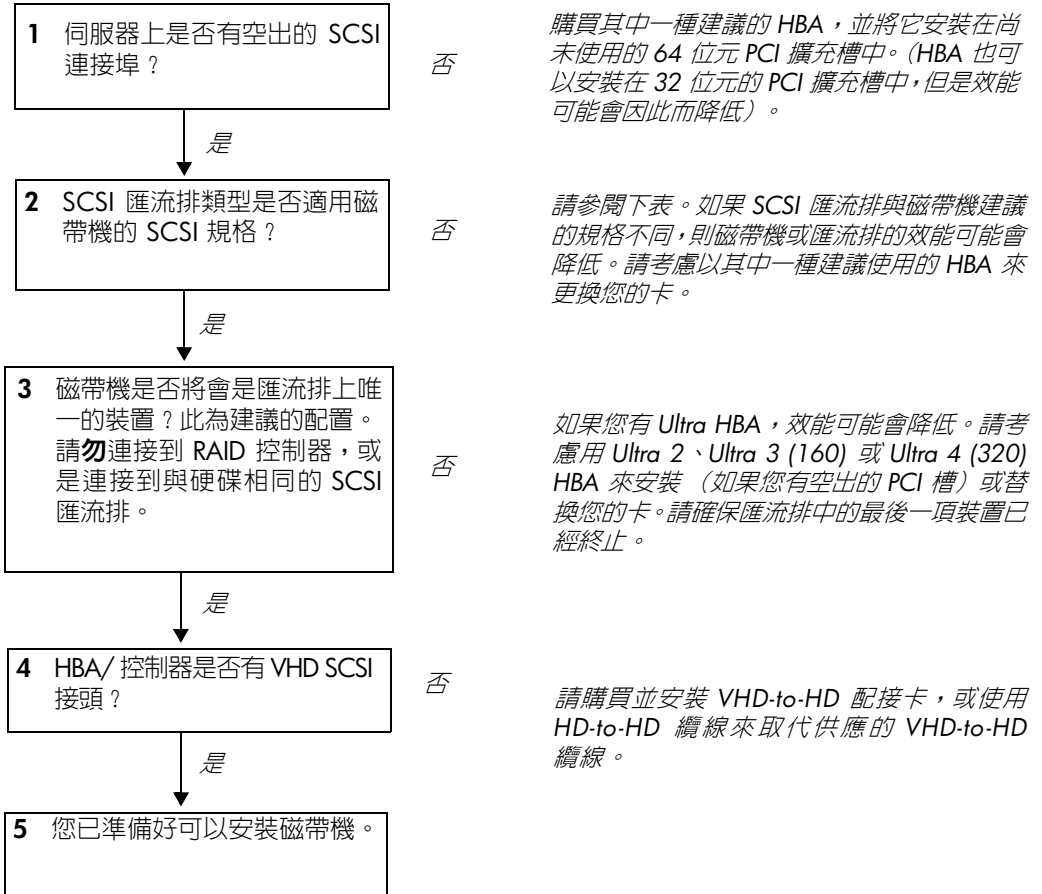 1 伺服器上是否有空出的 SCSI
連接埠？
否
購買其中一種建議的 HBA，並將它安裝在尚
未使用的 64 位元 PCI 擴充槽中。（HBA 也可
以安裝在 32 位元的 PCI 擴充槽中，但是效能
可能會因此而降低）。
是
2 SCSI 匯流排類型是否適用磁
帶機的 SCSI 規格？
否
請參閱下表。如果 SCSI 匯流排與磁帶機建議
的規格不同，則磁帶機或匯流排的效能可能會
降低。請考慮以其中一種建議使用的 HBA 來
更換您的卡。
是
3 磁帶機是否將會是匯流排上唯
一的裝置？此為建議的配置。
請勿連接到 RAID 控制器，或
是連接到與硬碟相同的 SCSI
匯流排。
否
如果您有 Ultra HBA，效能可能會降低。請考
慮用 Ultra 2、Ultra 3 (160) 或 Ultra 4 (320)
HBA 來安裝 （如果您有空出的 PCI 槽）或替
換您的卡。請確保匯流排中的最後一項裝置已
經終止。
是
4 HBA/ 控制器是否有 VHD SCSI
接頭？
否
請購買並安裝 VHD-to-HD 配接卡，或使用
HD-to-HD 纜線來取代供應的 VHD-to-HD
纜線。
是
5 您已準備好可以安裝磁帶機。